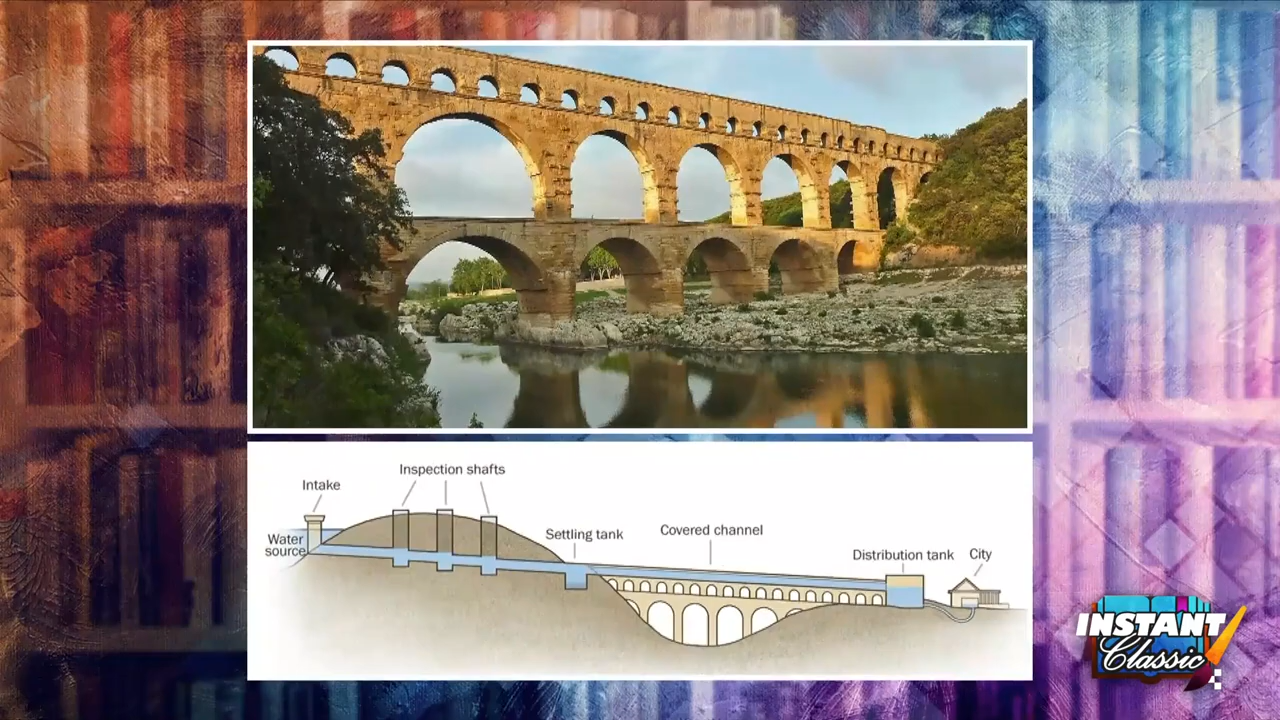 Inspection shafts
Intake
Water
source
Settling tank
Covered channel
Distribution tank
City
INSTANT
Classic